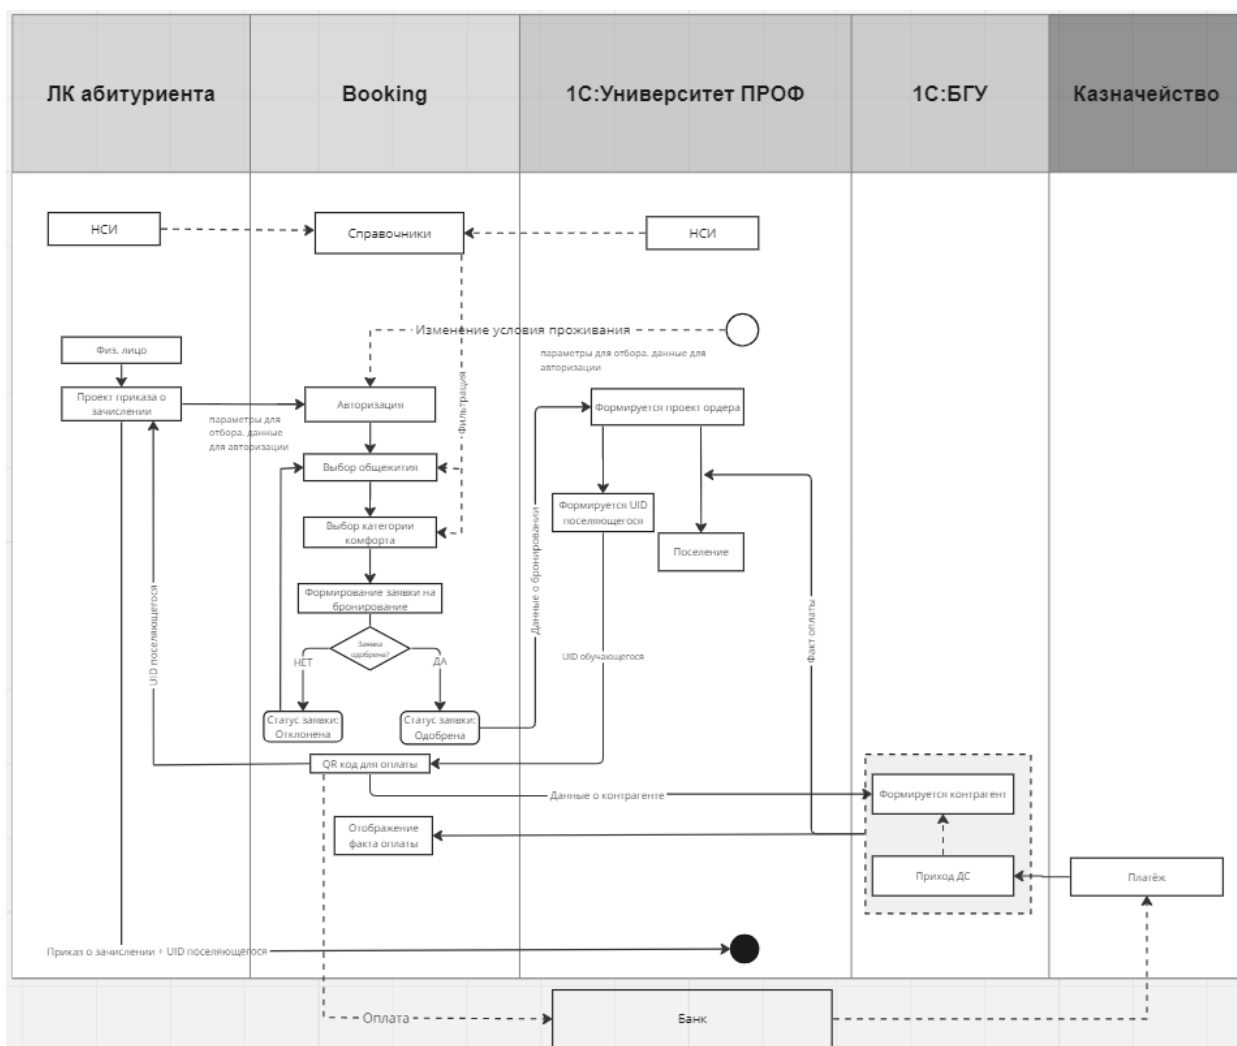 ЛК абитуриента
Booking
1С:Университет ПРОФ
1С:БГУ
Казначейство
НСИ
Справочники
НСИ
Изменение условия проживания
Физ. лицо
параметры для отбора. данные для
авторизации
Фильтрация
Проект приказа о
зачислении
Авторизация
Формируется проект ордера
параметры для
отбора. данные
для авторизации
Выбор общежития
Формируется UID
поселяющегося
Выбор категории
комфорта
Поселение
Данные о бронировании
Формирование заявки на
бронирование
UID поселяющегося
Факт оплаты
Заявка
одобрена?
НЕТ
ДА
UID обучающегося
Статус заявки:
Отклонена
Статус заявки:
Одобрена
QR код для оплаты
Данные о контрагенте
Формируется контрагент
Отображение
факта оплаты
Приход ДС
Платёж
Приказ о зачислении + UID поселяющегося
Оплата
Банк